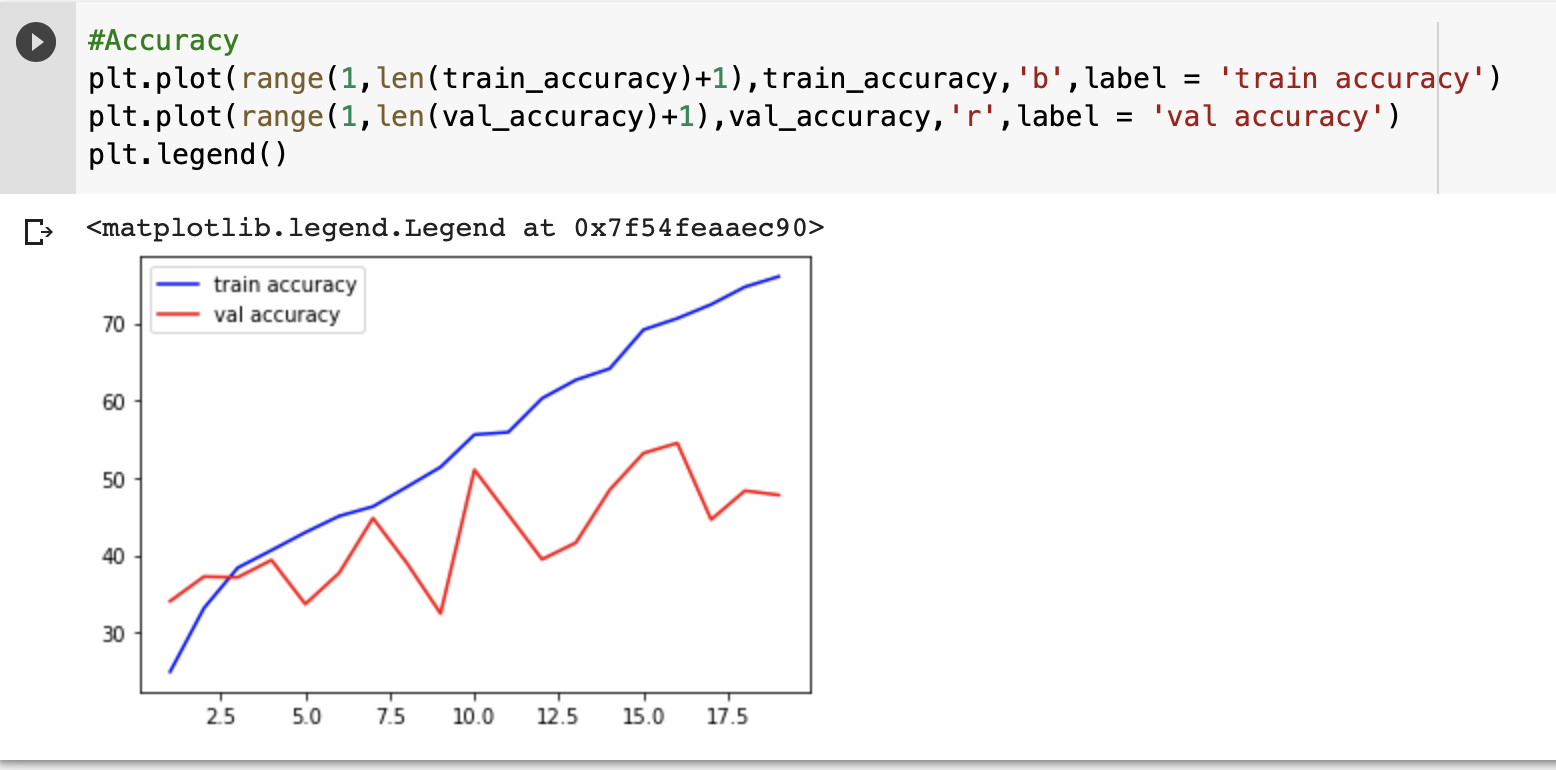 #Accuracy
plt.plot(range(1,len(train_accuracy)+1),train_accuracy,'b',label = 'train accuracy')
plt.plot(range(1,len(val_accuracy)+1),val_accuracy,'r',label = 'val accuracy')
plt.legend()
<matplotlib.legend.Legend at 0x7f54feaaec90>
train accuracy
val accuracy
70
60
50
40
30
2.5 5.0 7.5 10.0 12.5 15.0 17.5